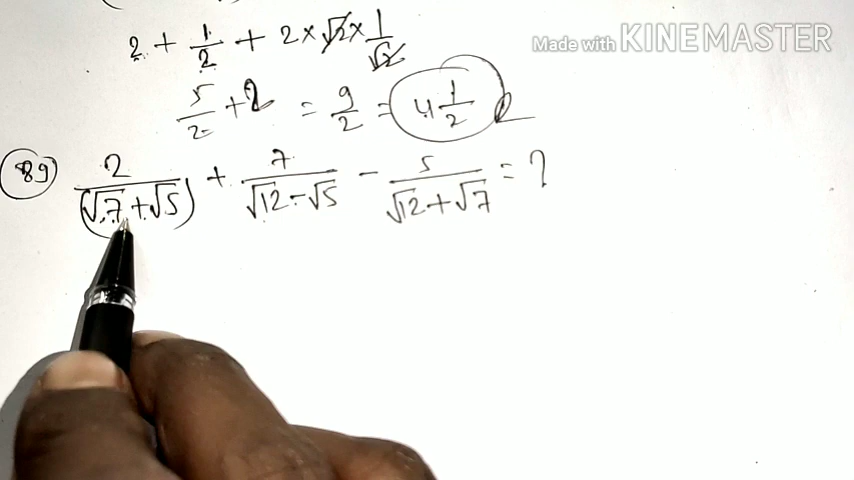 Made with KINEMASTER
2 + 1/2 + 2 × √2 × 1/√2
5/2 + 2 = 9/2 = 4 1/2
89 2/(√7 + √5) + 7/(√12 - √5) - 5/(√12 + √7) = ?